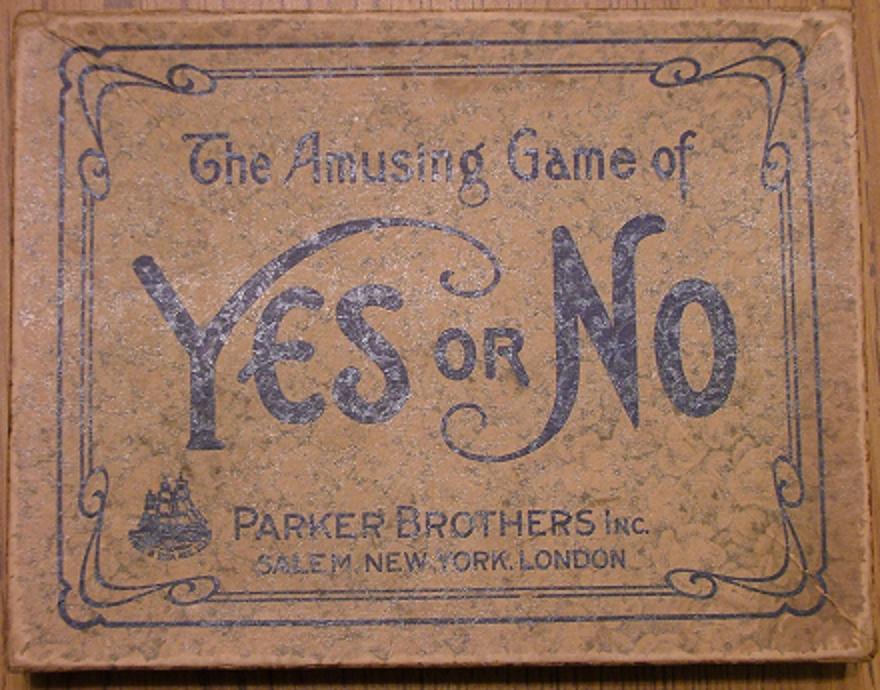 The Amusing Game of
YES OR NO
PARKER BROTHERS INC.
SALEM. NEW YORK. LONDON